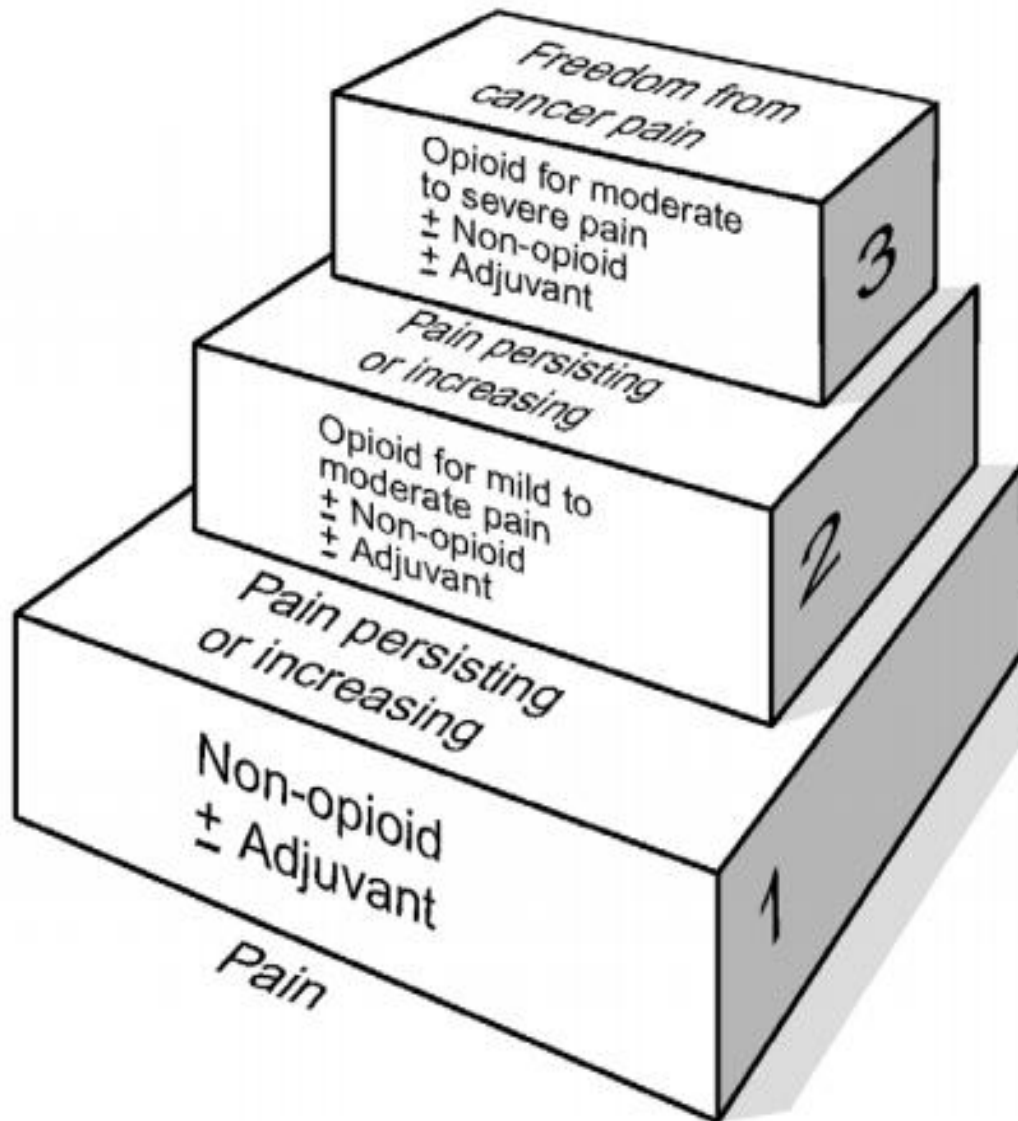 Freedom from
cancer pain
Opioid for moderate
to severe pain
± Non-opioid
± Adjuvant
3
Pain persisting
or increasing
Opioid for mild to
moderate pain
± Non-opioid
± Adjuvant
2
Pain persisting
or increasing
Non-opioid
± Adjuvant
1
Pain